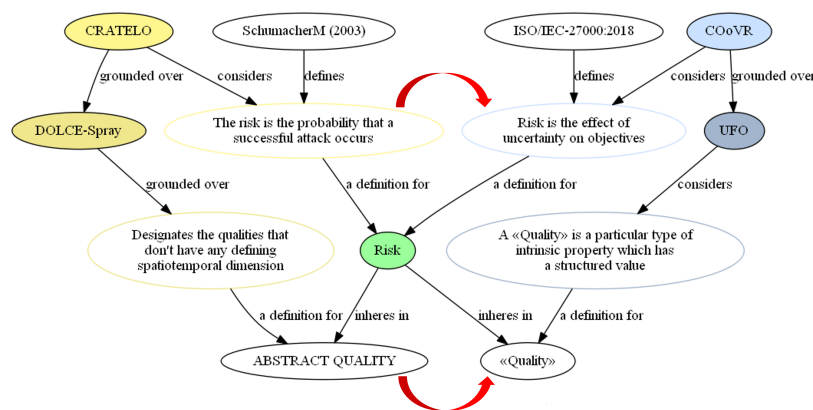 CRATELO
SchumacherM (2003)
ISO/IEC-27000:2018
COoVR
grounded over
considers
defines
defines
considers
grounded over
DOLCE-Spray
The risk is the probability that a
successful attack occurs
Risk is the effect of
uncertainty on objectives
UFO
grounded over
a definition for
a definition for
considers
Designates the qualities that
don't have any defining
spatiotemporal dimension
Risk
A «Quality» is a particular type of
intrinsic property which has
a structured value
a definition for
inheres in
inheres in
a definition for
ABSTRACT QUALITY
«Quality»